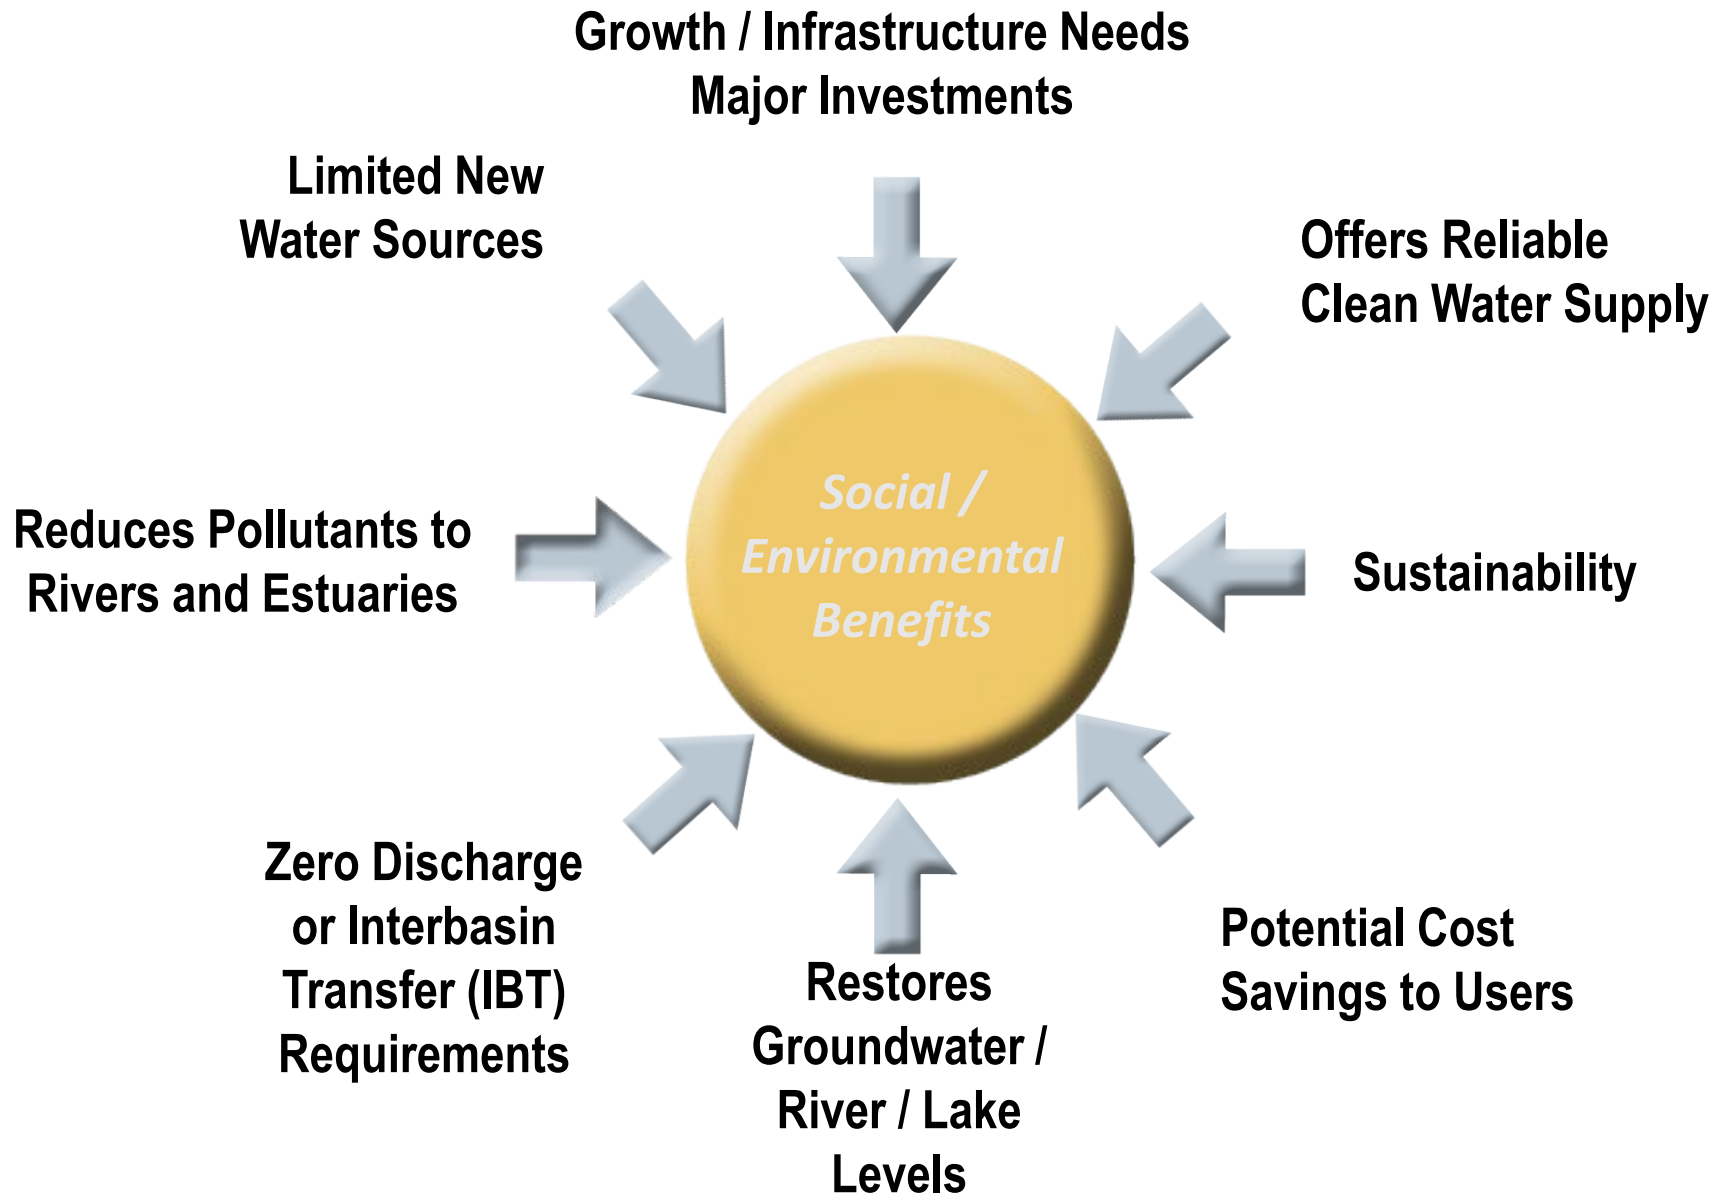 Growth / Infrastructure Needs
Major Investments
Limited New
Water Sources
Offers Reliable
Clean Water Supply
Social /
Environmental
Benefits
Reduces Pollutants to
Rivers and Estuaries
Sustainability
Zero Discharge
or Interbasin
Transfer (IBT)
Requirements
Restores
Groundwater /
River / Lake
Levels
Potential Cost
Savings to Users